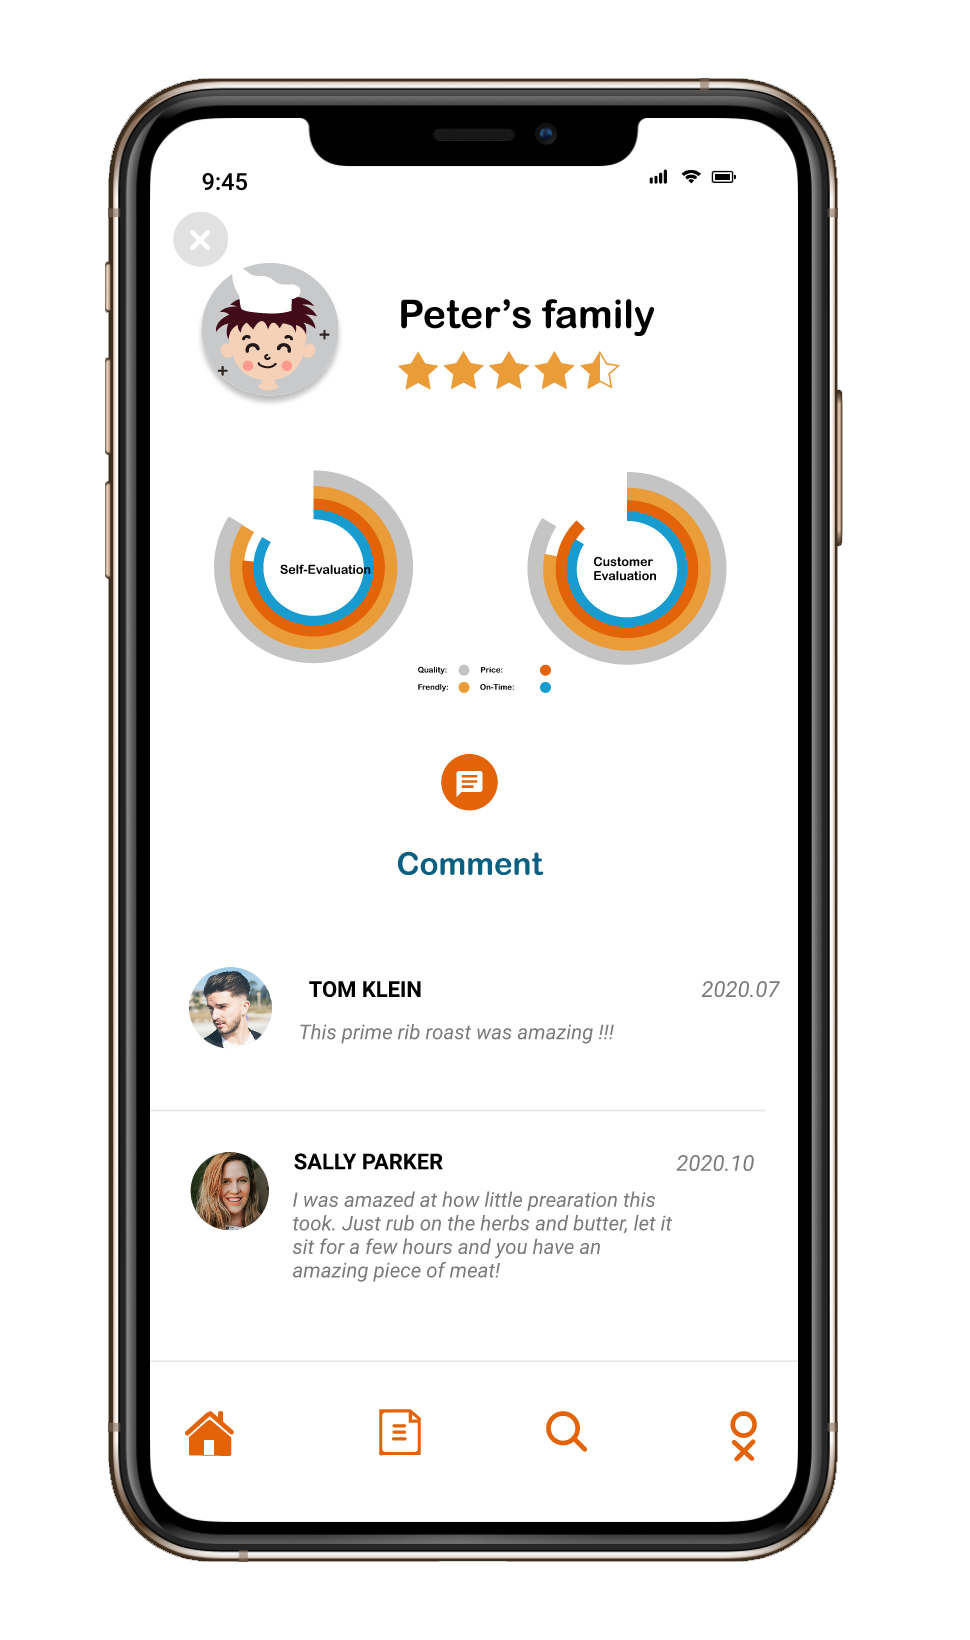 9:45
Peter's family
Self-Evaluation
Customer
Evaluation
Quality: Price:
Frendly: On-Time:
Comment
TOM KLEIN 2020.07
This prime rib roast was amazing !!!
SALLY PARKER 2020.10
I was amazed at how little prearation this
took. Just rub on the herbs and butter, let it
sit for a few hours and you have an
amazing piece of meat!